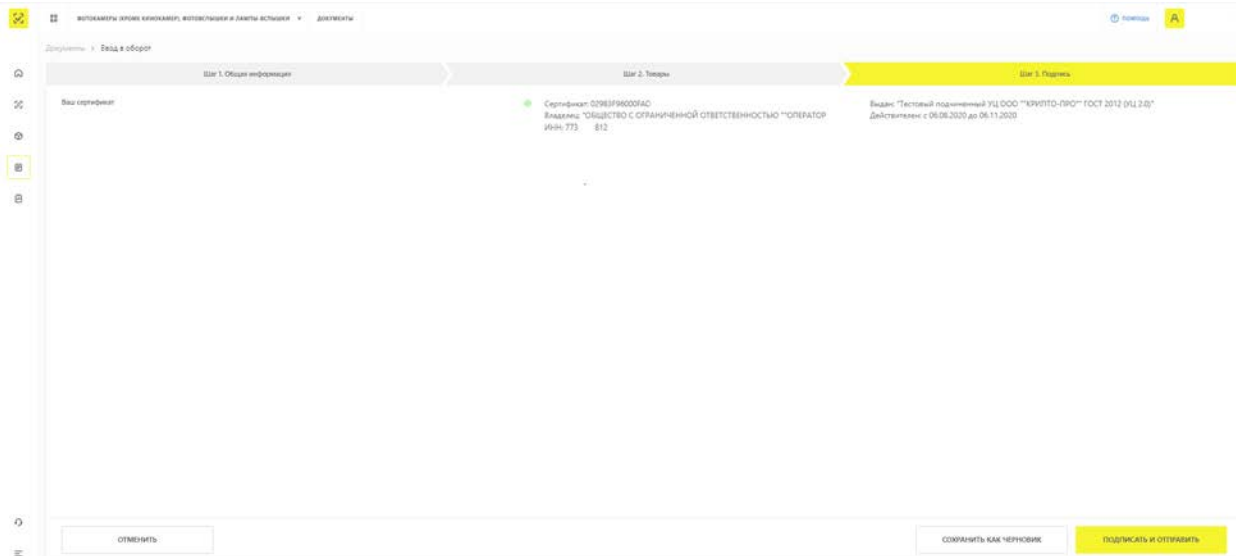 ФОТОКАМЕРЫ (КРОМЕ КИНОКАМЕР), ФОТОВСПЫШКИ И ЛАМПЫ-ВСПЫШКИ ДОКУМЕНТЫ
Помощь
Документы > Ввод в оборот
Шаг 1. Общая информация
Шаг 2. Товары
Шаг 3. Подпись
Ваш сертификат
Сертификат: 02983F96000FAD
Владелец: "ОБЩЕСТВО С ОГРАНИЧЕННОЙ ОТВЕТСТВЕННОСТЬЮ ""ОПЕРАТОР
ИНН: 773 812
Выдан: "Тестовый подчиненный УЦ ООО ""КРИПТО-ПРО"" ГОСТ 2012 (УЦ 2.0)"
Действителен: с 06.08.2020 до 06.11.2020
ОТМЕНИТЬ
СОХРАНИТЬ КАК ЧЕРНОВИК
ПОДПИСАТЬ И ОТПРАВИТЬ